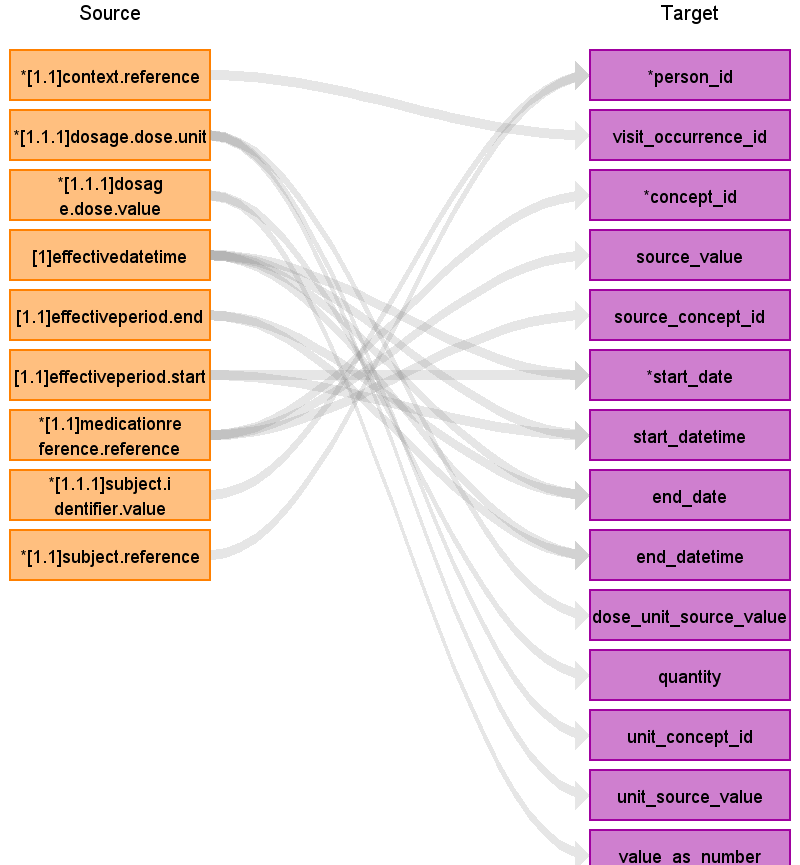 Source
Target
*[1.1]context.reference
*[1.1.1]dosage.dose.unit
*[1.1.1]dosag
e.dose.value
[1]effectivedatetime
[1.1]effectiveperiod.end
[1.1]effectiveperiod.start
*[1.1]medicationre
ference.reference
*[1.1.1]subject.i
dentifier.value
*[1.1]subject.reference
*person_id
visit_occurrence_id
*concept_id
source_value
source_concept_id
*start_date
start_datetime
end_date
end_datetime
dose_unit_source_value
quantity
unit_concept_id
unit_source_value
value_as_number